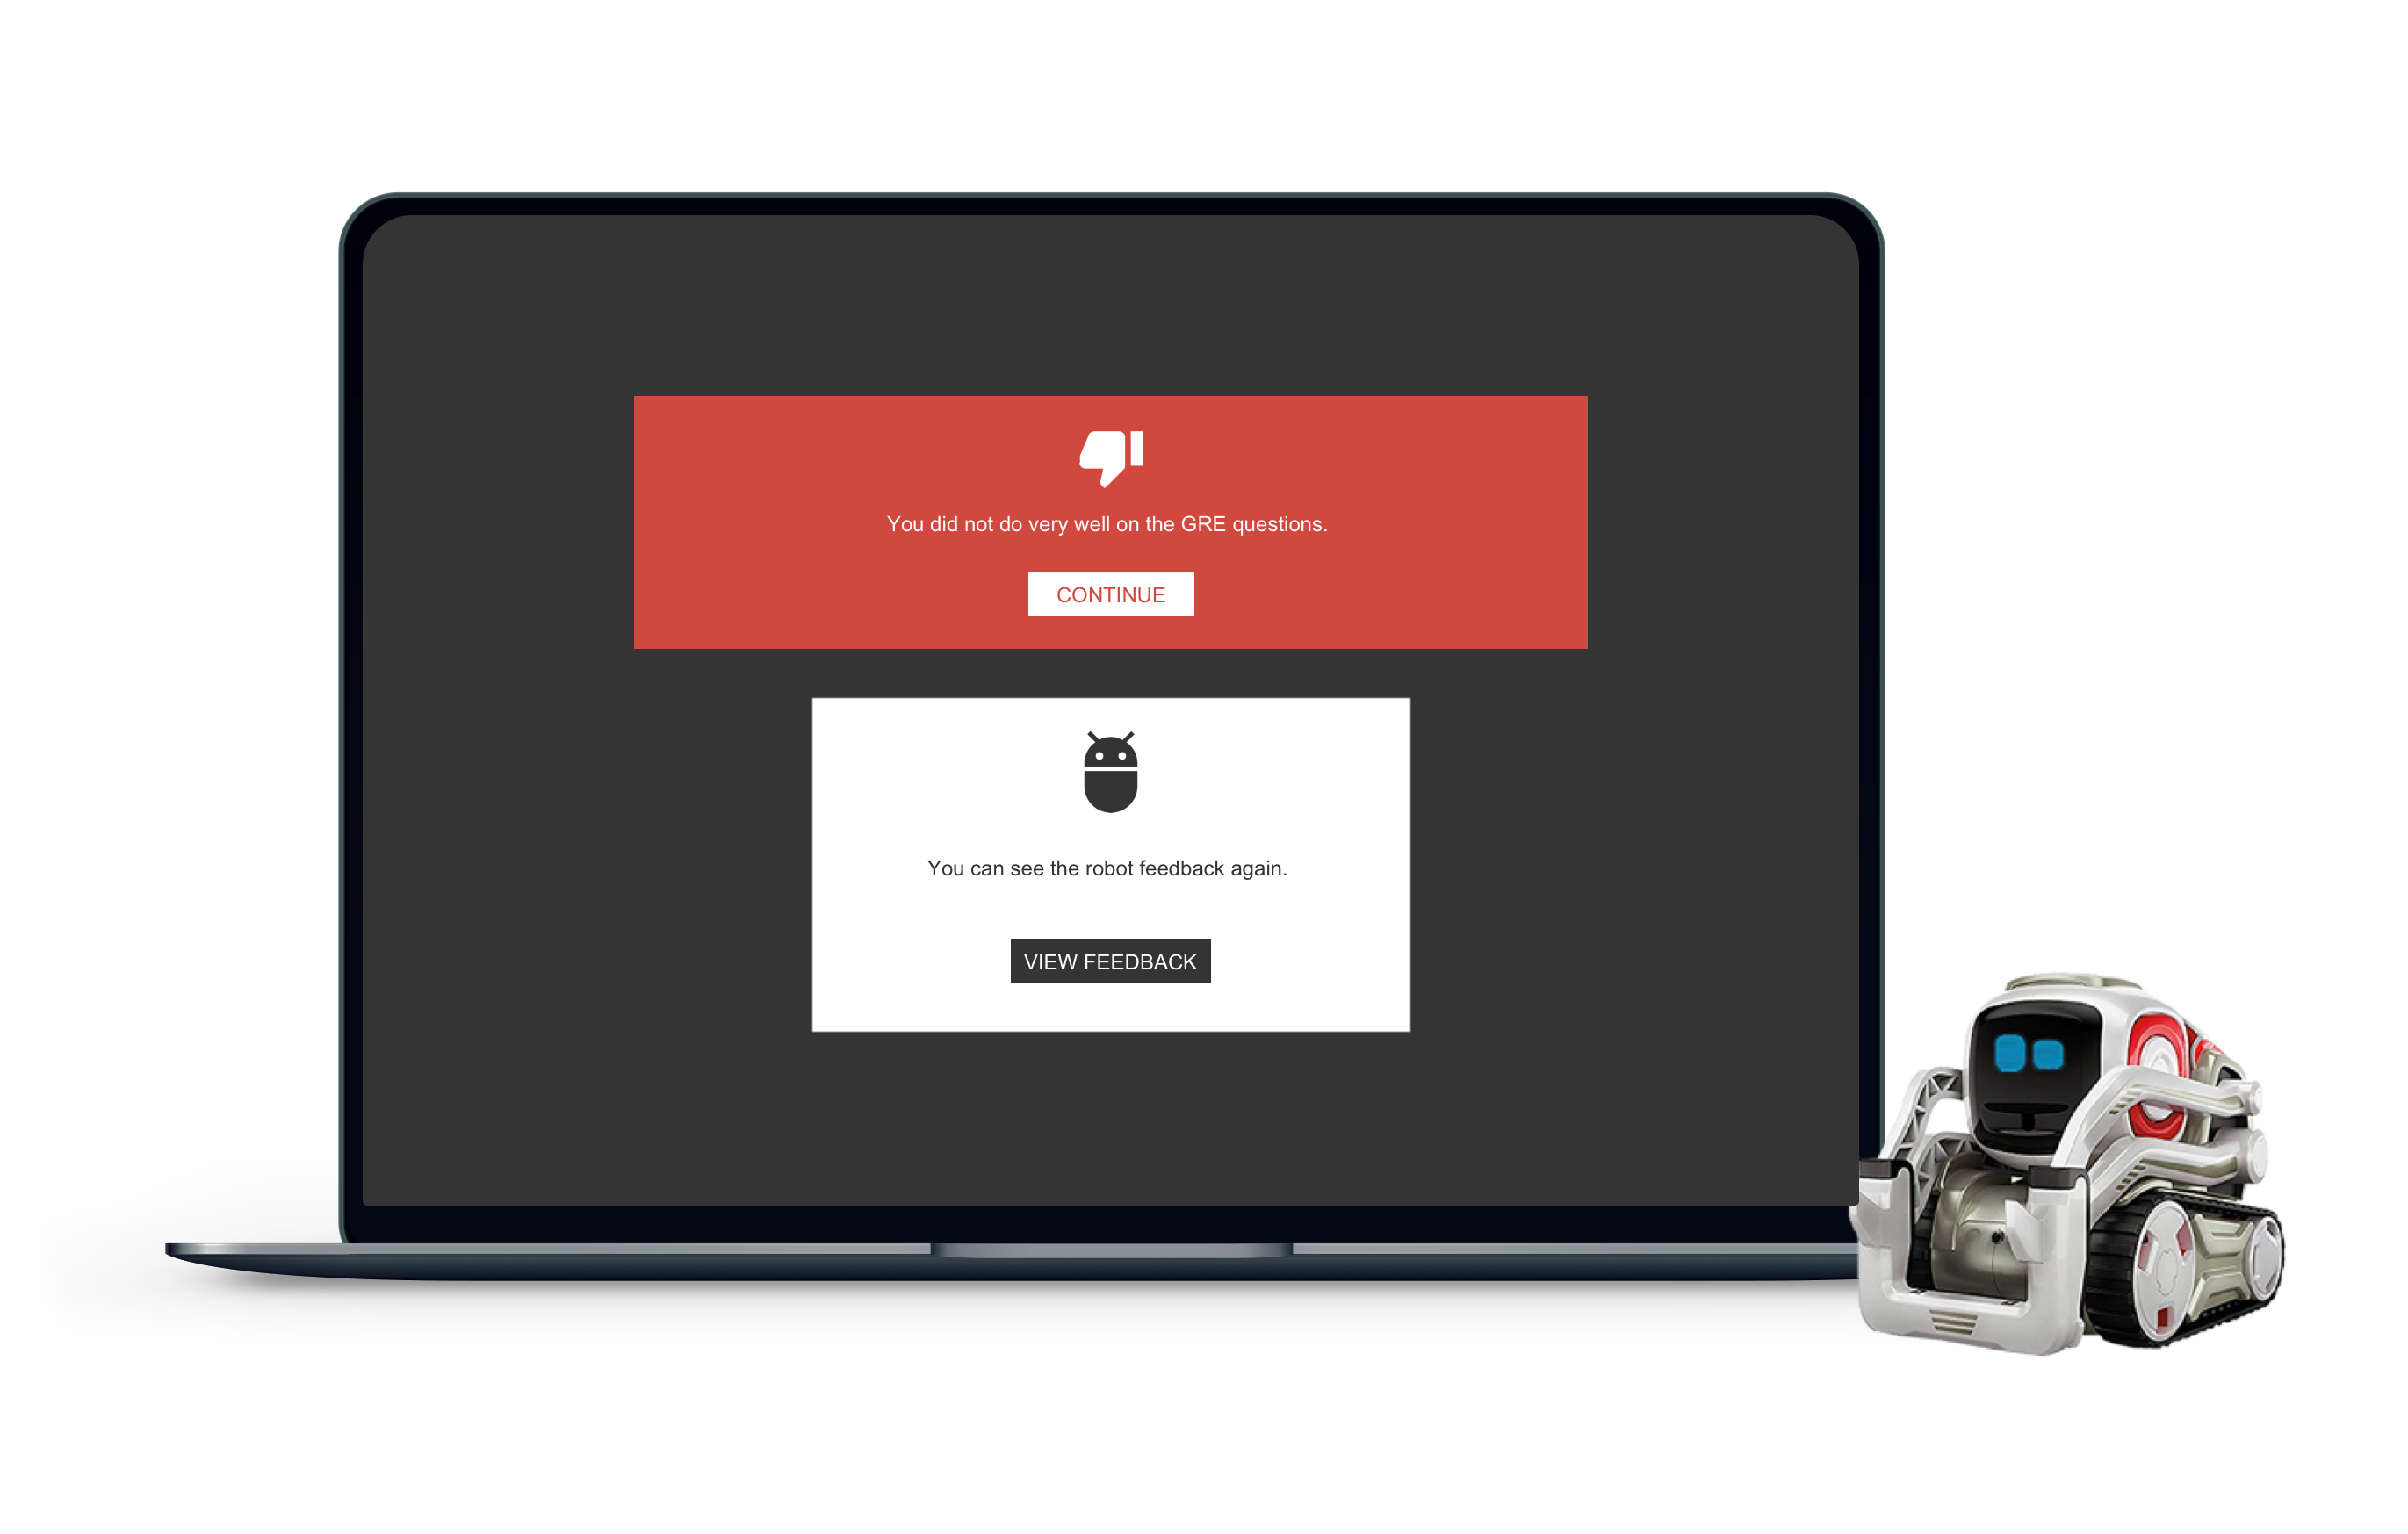 You did not do very well on the GRE questions.
CONTINUE
You can see the robot feedback again.
VIEW FEEDBACK